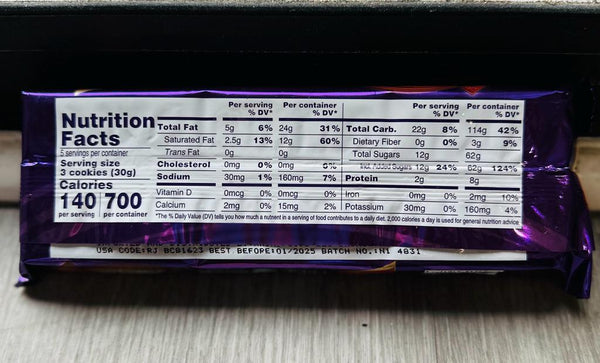 Nutrition Facts
5 servings per container
Serving size
3 cookies (30g)
Calories
140 700
per serving per container
Per serving % DV* Per container % DV*
Total Fat 5g 6% 24g 31%
Saturated Fat 2.5g 13% 12g 60%
Trans Fat 0g 0g
Cholesterol 0mg 0% 0mg 0%
Sodium 30mg 1% 160mg 7%
Vitamin D 0mcg 0% 0mcg 0%
Calcium 2mg 0% 15mg 2%
Per serving % DV* Per container % DV*
Total Carb. 22g 8% 114g 42%
Dietary Fiber 0g 0% 3g 9%
Total Sugars 12g 62g
Incl. Added Sugars 12g 24% 62g 124%
Protein 2g 8g
Iron 0mg 0% 2mg 10%
Potassium 30mg 0% 160mg 4%
*The % Daily Value (DV) tells you how much a nutrient in a serving of food contributes to a daily diet. 2,000 calories a day is used for general nutrition advice
USA CODE:RJ BCB1623 BEST BEFORE:01/2025 BATCH NO.:N1 4831